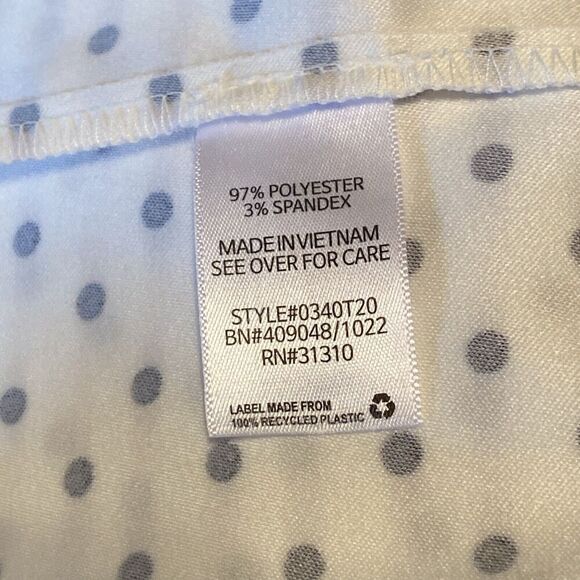 97% POLYESTER
3% SPANDEX
MADE IN VIETNAM
SEE OVER FOR CARE
STYLE#0340T20
BN#409048/1022
RN#31310
LABEL MADE FROM
100% RECYCLED PLASTIC